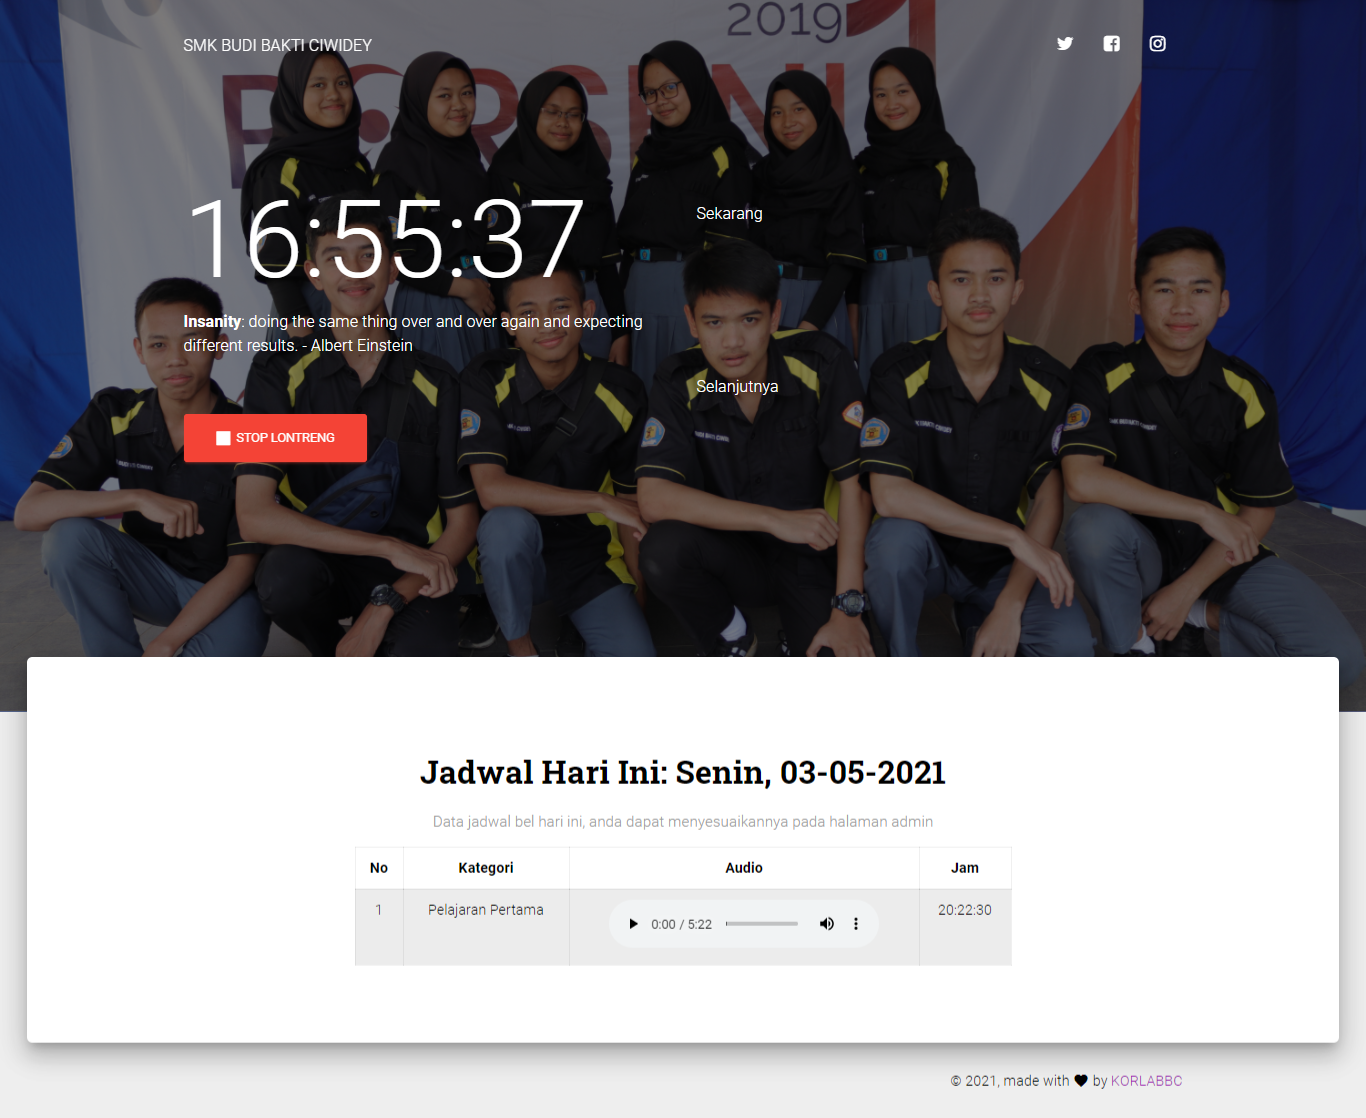 2019
SMK BUDI BAKTI CIWIDEY
PORSENI
16:55:37
Sekarang
Insanity: doing the same thing over and over again and expecting
different results. - Albert Einstein
Selanjutnya
STOP LONTRENG
Jadwal Hari Ini: Senin, 03-05-2021
Data jadwal bel hari ini, anda dapat menyesuaikannya pada halaman admin
No Kategori Audio Jam
1 Pelajaran Pertama 0:00 / 5:22 20:22:30
© 2021, made with ♥ by KORLABBC